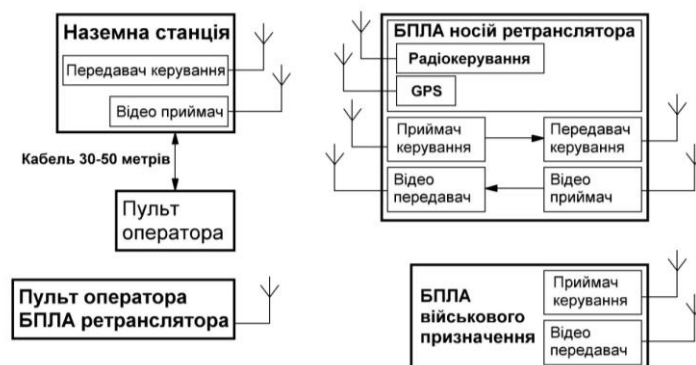 Наземна станція
Передавач керування
Відео приймач
Кабель 30-50 метрів
Пульт
оператора
Пульт оператора
БПЛА ретранслятора
БПЛА носій ретранслятора
Радіокерування
GPS
Приймач
керування
Передавач
керування
Відео
передавач
Відео
приймач
БПЛА
військового
призначення
Приймач
керування
Відео
передавач